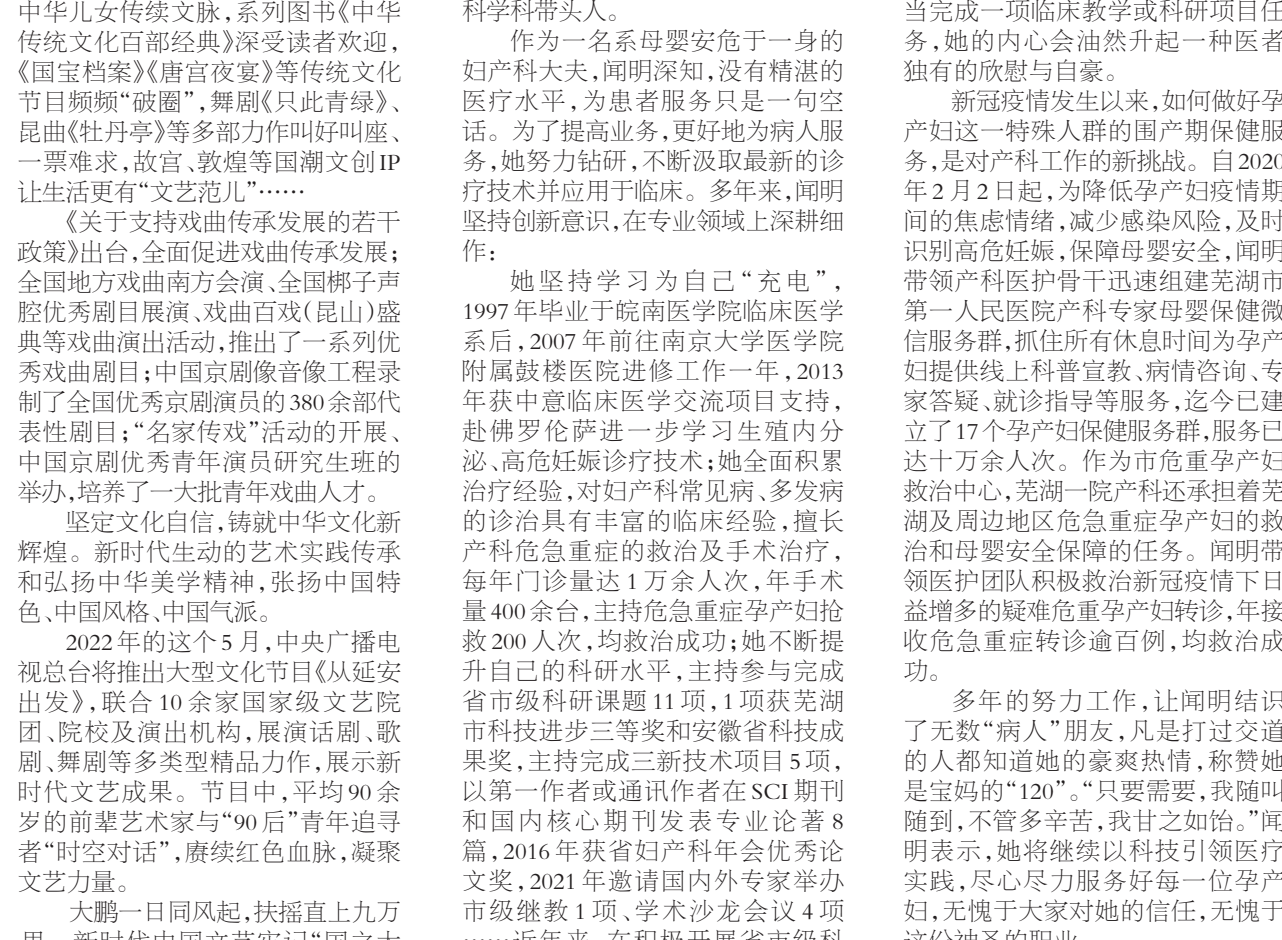 中华儿女传续文脉,系列图书《中华
传统文化百部经典》深受读者欢迎,
《国宝档案》《唐宫夜宴》等传统文化
节目频频“破圈”,舞剧《只此青绿》、
昆曲《牡丹亭》等多部力作叫好叫座、
一票难求,故宫、敦煌等国潮文创IP
让生活更有“文艺范儿”……
《关于支持戏曲传承发展的若干
政策》出台,全面促进戏曲传承发展;
全国地方戏曲南方会演、全国梆子声
腔优秀剧目展演、戏曲百戏(昆山)盛
典等戏曲演出活动,推出了一系列优
秀戏曲剧目;中国京剧像音像工程录
制了全国优秀京剧演员的380余部代
表性剧目;“名家传戏”活动的开展、
中国京剧优秀青年演员研究生班的
举办,培养了一大批青年戏曲人才。
坚定文化自信,铸就中华文化新
辉煌。新时代生动的艺术实践传承
和弘扬中华美学精神,张扬中国特
色、中国风格、中国气派。
2022年的这个5月,中央广播电
视总台将推出大型文化节目《从延安
出发》,联合10余家国家级文艺院
团、院校及演出机构,展演话剧、歌
剧、舞剧等多类型精品力作,展示新
时代文艺成果。节目中,平均90余
岁的前辈艺术家与“90后”青年追寻
者“时空对话”,赓续红色血脉,凝聚
文艺力量。
大鹏一日同风起,扶摇直上九万
里。新时代中国文艺牢记“国之大
科学科带头人。
作为一名系母婴安危于一身的
妇产科大夫,闻明深知,没有精湛的
医疗水平,为患者服务只是一句空
话。为了提高业务,更好地为病人服
务,她努力钻研,不断汲取最新的诊
疗技术并应用于临床。多年来,闻明
坚持创新意识,在专业领域上深耕细
作:
她坚持学习为自己“充电”,
1997年毕业于皖南医学院临床医学
系后,2007年前往南京大学医学院
附属鼓楼医院进修工作一年,2013
年获中意临床医学交流项目支持,
赴佛罗伦萨进一步学习生殖内分
泌、高危妊娠诊疗技术;她全面积累
治疗经验,对妇产科常见病、多发病
的诊治具有丰富的临床经验,擅长
产科危急重症的救治及手术治疗,
每年门诊量达1万余人次,年手术
量400余台,主持危急重症孕产妇抢
救200人次,均救治成功;她不断提
升自己的科研水平,主持参与完成
省市级科研课题11项,1项获芜湖
市科技进步三等奖和安徽省科技成
果奖,主持完成三新技术项目5项,
以第一作者或通讯作者在SCI期刊
和国内核心期刊发表专业论著8
篇,2016年获省妇产科年会优秀论
文奖,2021年邀请国内外专家举办
市级继教1项、学术沙龙会议4项
……近年来,在积极开展省市级科
当完成一项临床教学或科研项目任
务,她的内心会油然升起一种医者
独有的欣慰与自豪。
新冠疫情发生以来,如何做好孕
产妇这一特殊人群的围产期保健服
务,是对产科工作的新挑战。自2020
年2月2日起,为降低孕产妇疫情期
间的焦虑情绪,减少感染风险,及时
识别高危妊娠,保障母婴安全,闻明
带领产科医护骨干迅速组建芜湖市
第一人民医院产科专家母婴保健微
信服务群,抓住所有休息时间为孕产
妇提供线上科普宣教、病情咨询、专
家答疑、就诊指导等服务,迄今已建
立了17个孕产妇保健服务群,服务已
达十万余人次。作为市危重孕产妇
救治中心,芜湖一院产科还承担着芜
湖及周边地区危急重症孕产妇的救
治和母婴安全保障的任务。闻明带
领医护团队积极救治新冠疫情下日
益增多的疑难危重孕产妇转诊,年接
收危急重症转诊逾百例,均救治成
功。
多年的努力工作,让闻明结识
了无数“病人”朋友,凡是打过交道
的人都知道她的豪爽热情,称赞她
是宝妈的“120”。“只要需要,我随叫
随到,不管多辛苦,我甘之如饴。”闻
明表示,她将继续以科技引领医疗
实践,尽心尽力服务好每一位孕产
妇,无愧于大家对她的信任,无愧于
这份神圣的职业